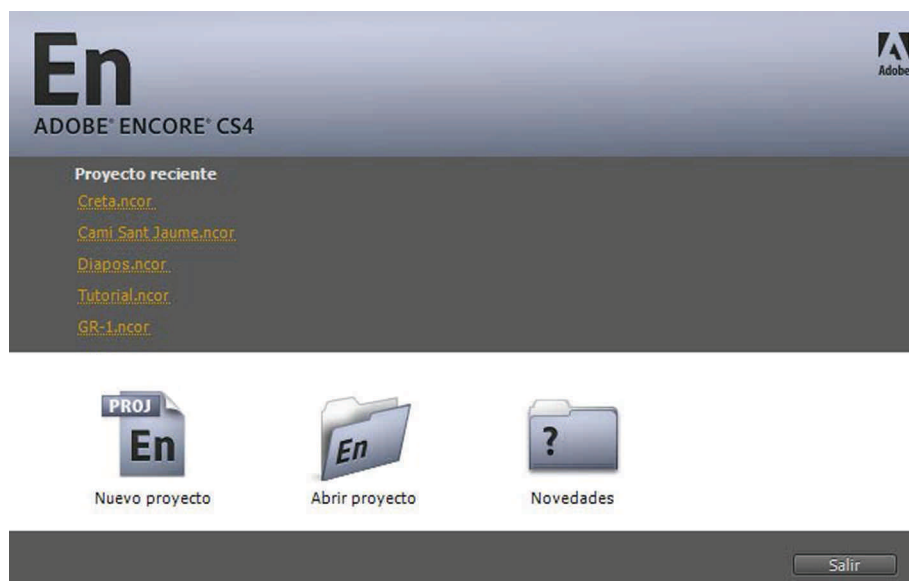 En
Adobe
ADOBE® ENCORE® CS4
Proyecto reciente
Creta.ncor
Cami Sant Jaume.ncor
Diapos.ncor
Tutorial.ncor
GR-1.ncor
PROJ
En
En
?
Nuevo proyecto
Abrir proyecto
Novedades
Salir